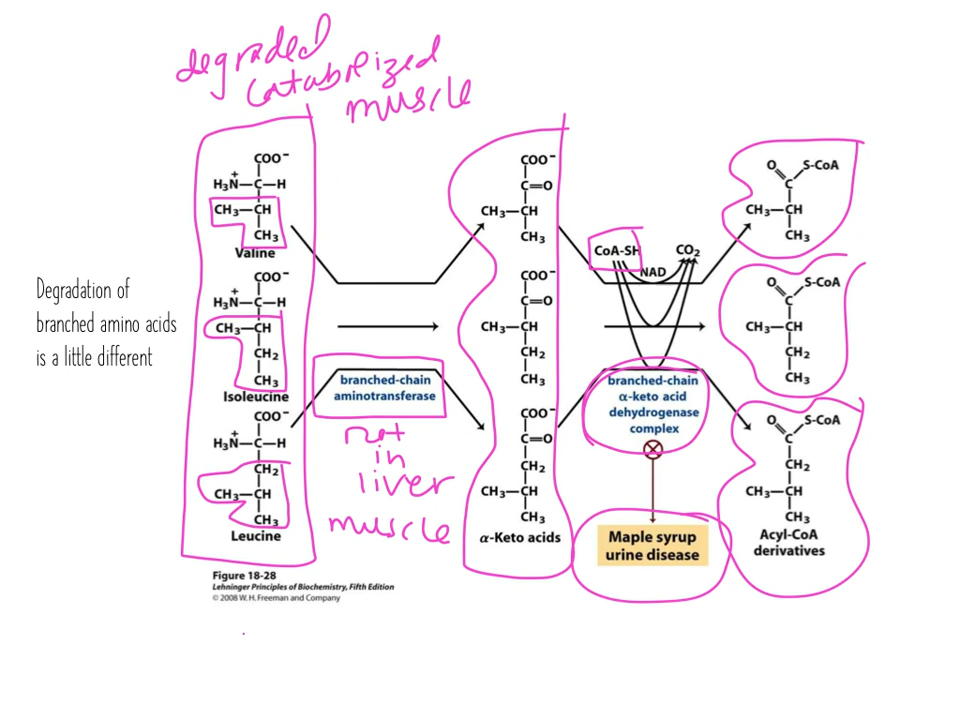 degraded
catabolized
muscle
Degradation of
branched amino acids
is a little different
COO⁻
H₃N⁺—C—H
CH₃—CH
CH₃
Valine
COO⁻
H₃N⁺—C—H
CH₃—CH
CH₂
CH₃
Isoleucine
COO⁻
H₃N⁺—C—H
CH₂
CH₃—CH
CH₃
Leucine
branched-chain
aminotransferase
not
in
liver
muscle
COO⁻
C=O
CH₃—CH
CH₃
COO⁻
C=O
CH₃—CH
CH₂
CH₃
COO⁻
C=O
CH₂
CH₃—CH
CH₃
α-Keto acids
CoA-SH
CO₂
NAD
branched-chain
α-keto acid
dehydrogenase
complex
Maple syrup
urine disease
O S-CoA
C
CH₃—CH
CH₃
O S-CoA
C
CH₃—CH
CH₂
CH₃
O S-CoA
C
CH₂
CH₃—CH
CH₃
Acyl-CoA
derivatives
Figure 18-28
Lehninger Principles of Biochemistry, Fifth Edition
© 2008 W. H. Freeman and Company